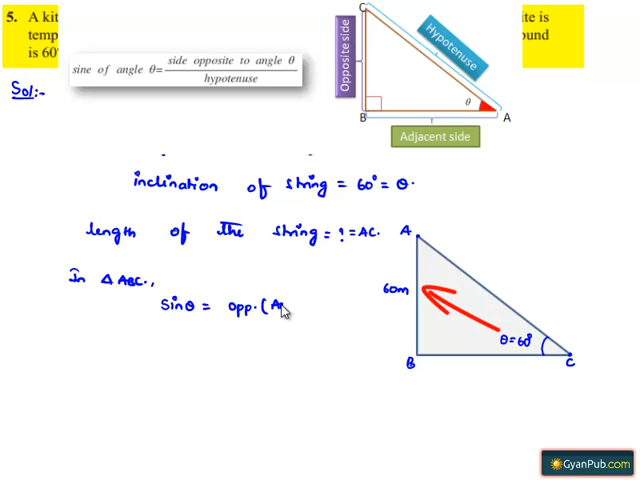 5. A kit
ite is
temp
ound
is 60°
sine of angle θ = side opposite to angle θ / hypotenuse
Sol:-
C
Opposite side
Hypotenuse
θ
B
A
Adjacent side
inclination of string = 60° = θ.
length of the string = ? = AC.
A
In Δ ABC.,
60m
sinθ = opp. (A
θ = 60°
B
C
GyanPub.com